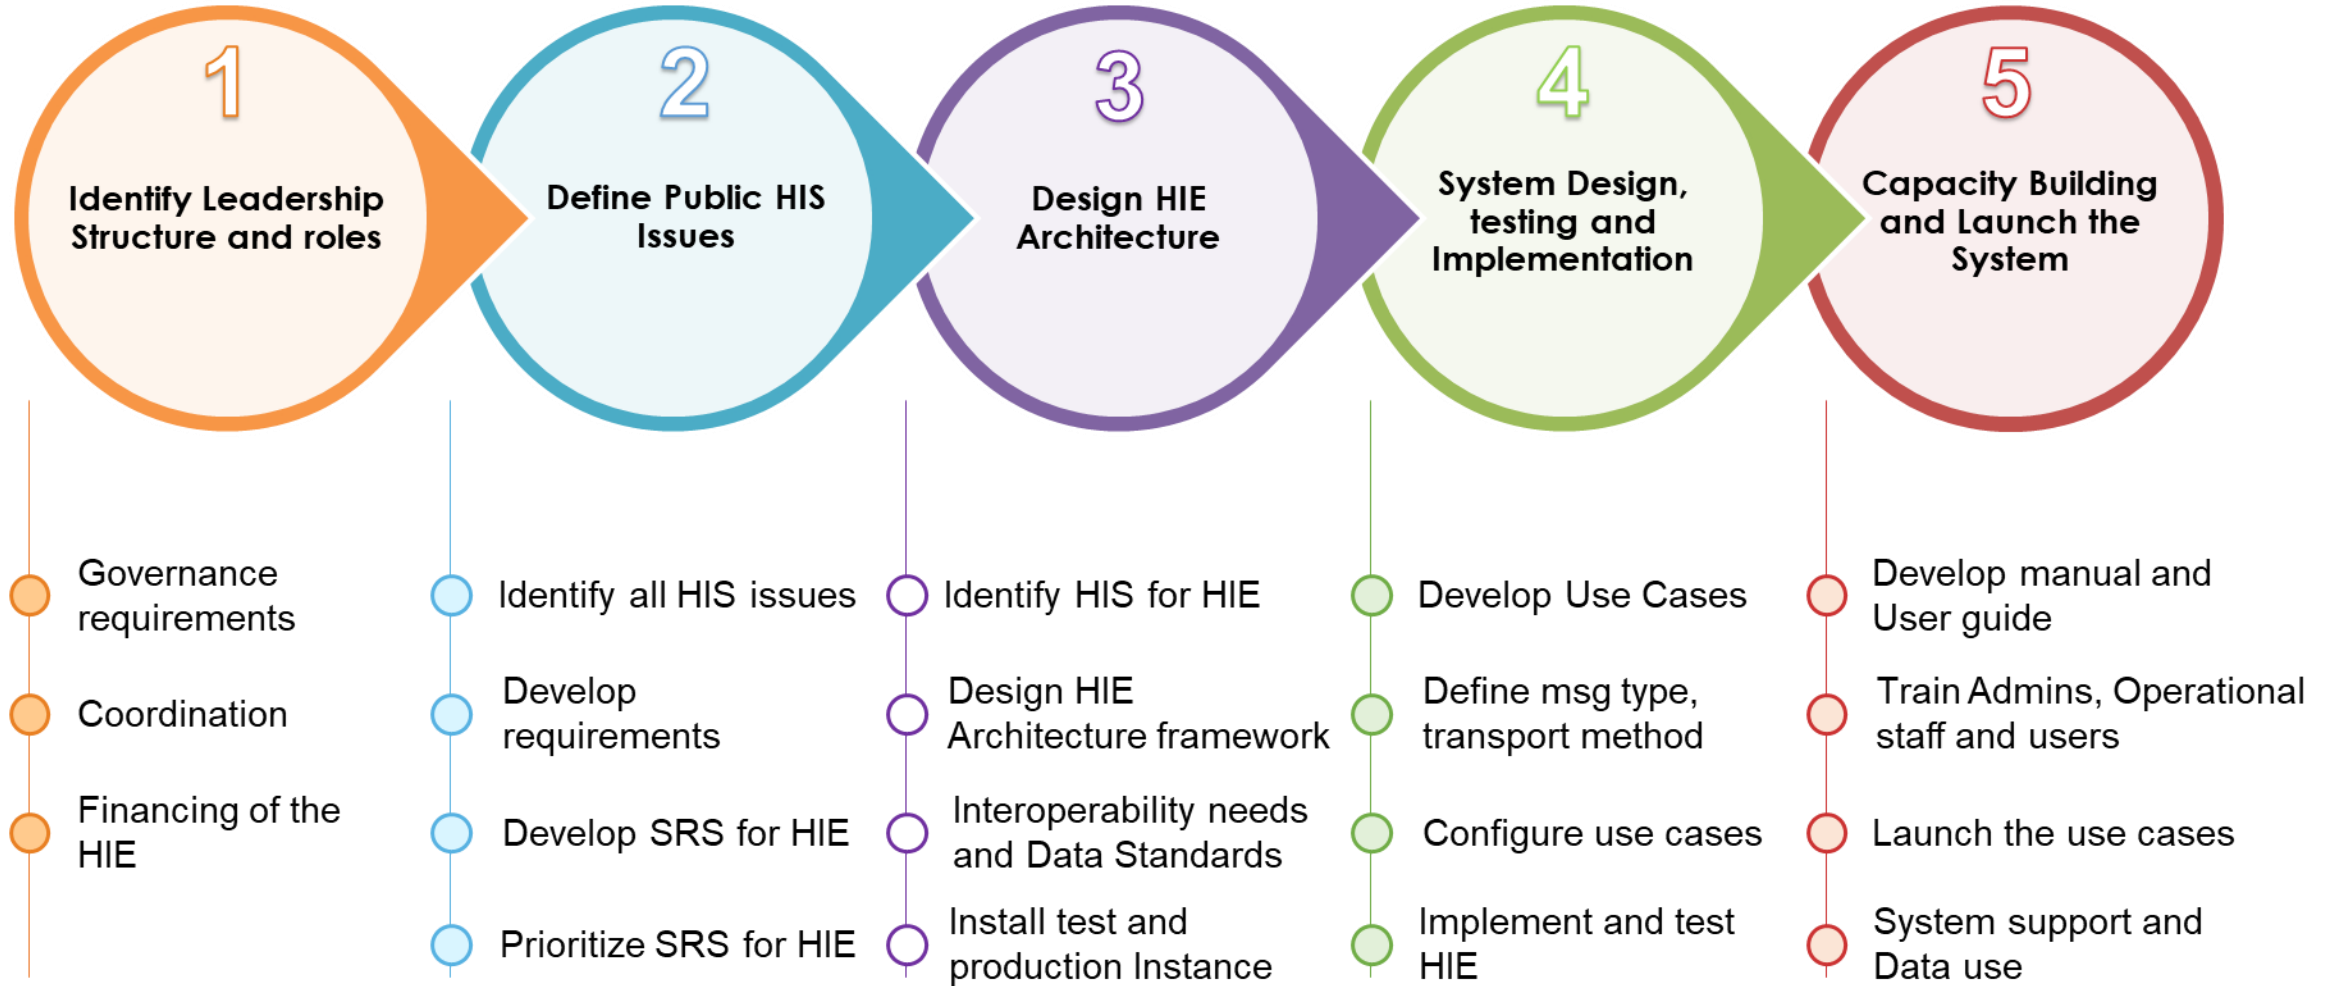 1
Identify Leadership
Structure and roles
2
Define Public HIS
Issues
3
Design HIE
Architecture
4
System Design,
testing and
Implementation
5
Capacity Building
and Launch the
System
Governance
requirements
Coordination
Financing of the
HIE
Identify all HIS issues
Develop
requirements
Develop SRS for HIE
Prioritize SRS for HIE
Identify HIS for HIE
Design HIE
Architecture framework
Interoperability needs
and Data Standards
Install test and
production Instance
Develop Use Cases
Define msg type,
transport method
Configure use cases
Implement and test
HIE
Develop manual and
User guide
Train Admins, Operational
staff and users
Launch the use cases
System support and
Data use